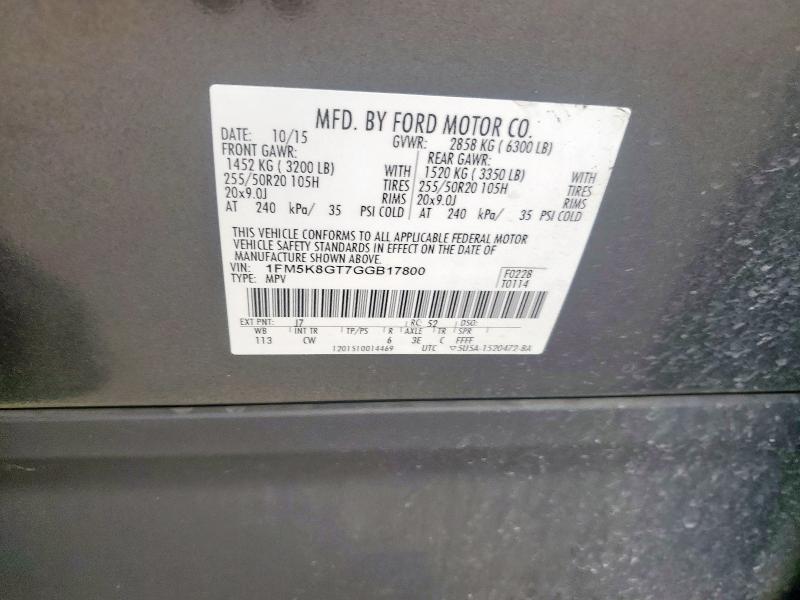 MFD. BY FORD MOTOR CO.
DATE: 10/15 GVWR: 2858 KG ( 6300 LB)
FRONT GAWR: REAR GAWR:
1452 KG ( 3200 LB) WITH 1520 KG ( 3350 LB) WITH
255/50R20 105H TIRES 255/50R20 105H TIRES
20x9.0J RIMS 20x9.0J RIMS
AT 240 kPa/ 35 PSI COLD AT 240 kPa/ 35 PSI COLD
THIS VEHICLE CONFORMS TO ALL APPLICABLE FEDERAL MOTOR
VEHICLE SAFETY STANDARDS IN EFFECT ON THE DATE OF
MANUFACTURE SHOWN ABOVE.
VIN: 1FM5K8GT7GGB17800 F0228
TYPE: MPV T0114
EXT PNT: J7 RC: 52 DSO:
WB INT TR TP/PS R AXLE TR SPR
113 CW 6 3E C FFFF
1201510014469 UTC ▽5U5A-1520472-BA